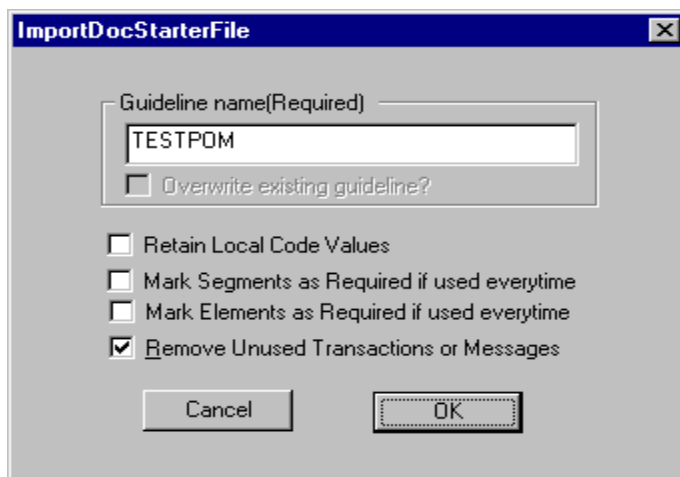 ImportDocStarterFile
Guideline name(Required)
TESTPOM
Overwrite existing guideline?
Retain Local Code Values
Mark Segments as Required if used everytime
Mark Elements as Required if used everytime
Remove Unused Transactions or Messages
Cancel OK